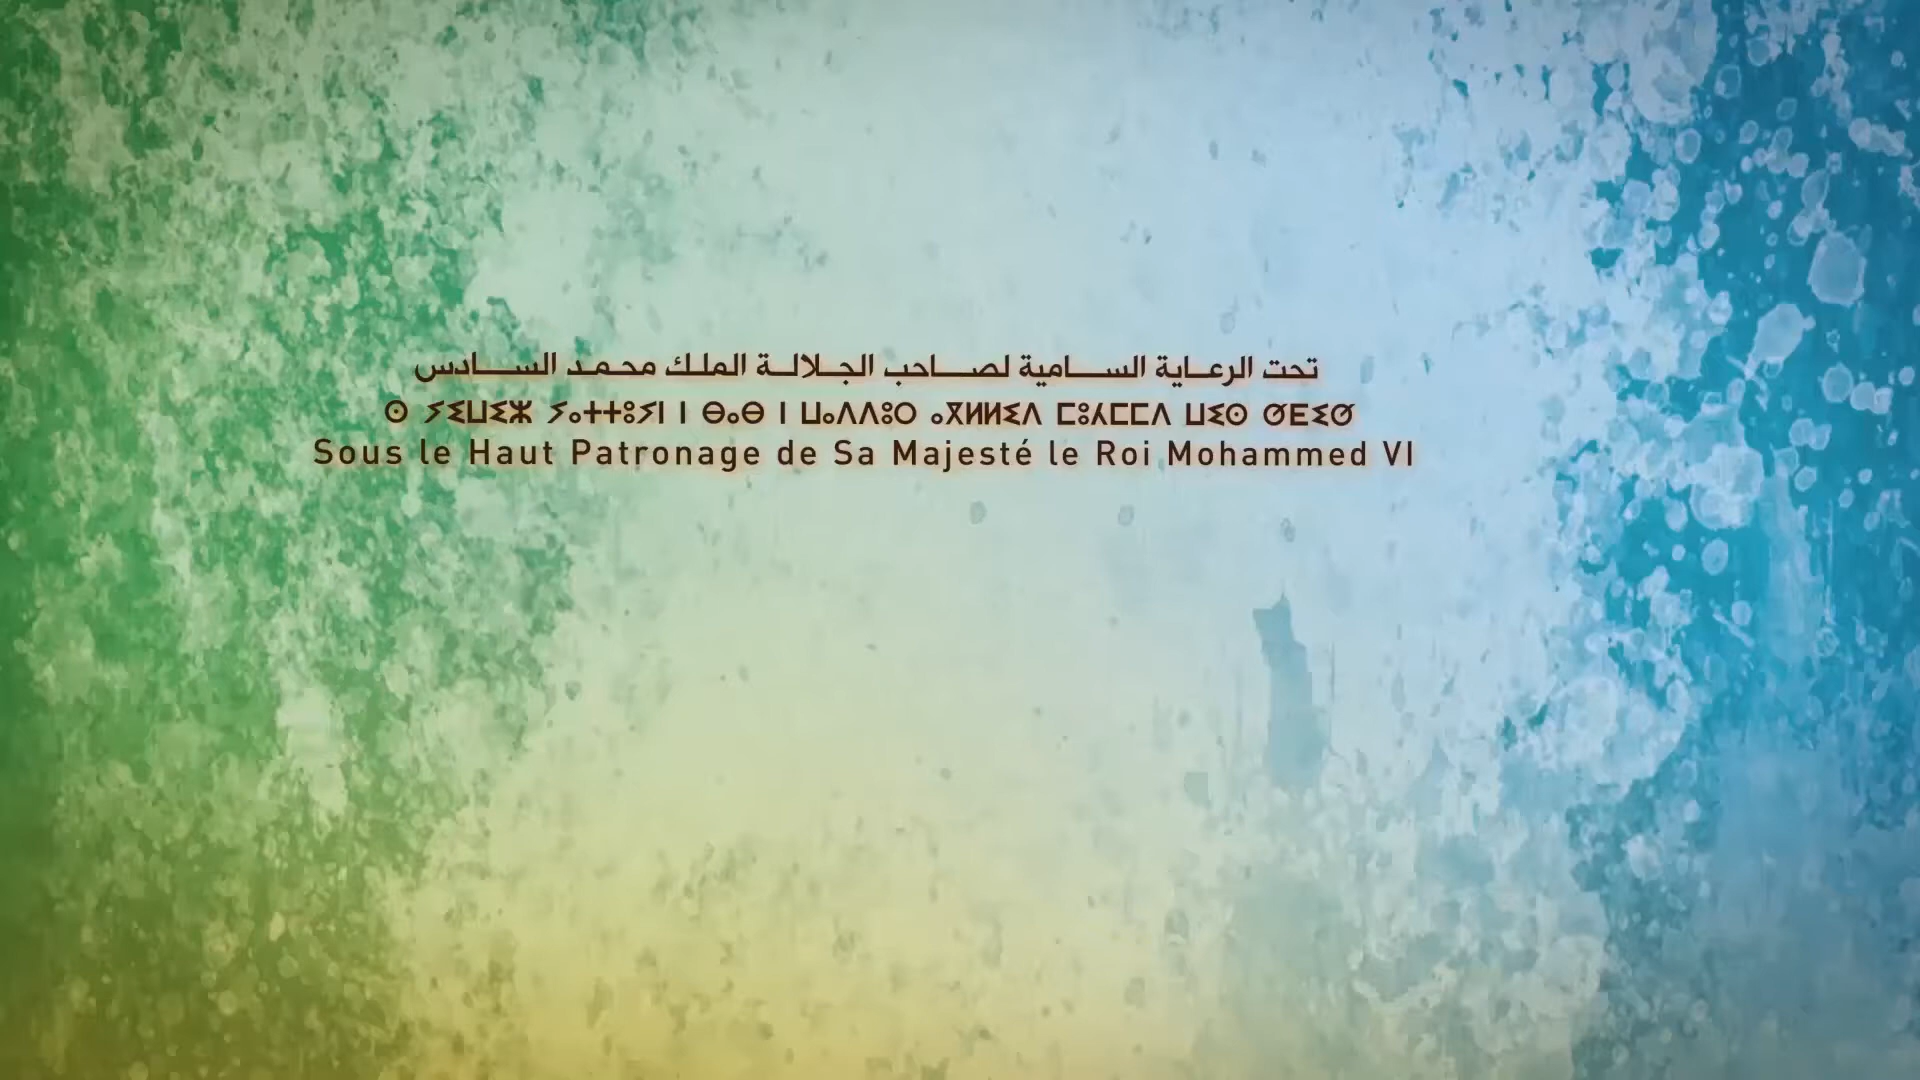 تحت الرعاية السامية لصاحب الجلالة الملك محمد السادس
ⵙ ⵢⵉⵡⵉⵣ ⵢⴰⵜⵜⵓⵢⵏ ⵏ ⴱⴰⴱ ⵏ ⵡⴰⴷⴷⵓⵔ ⴰⴳⵍⵍⵉⴷ ⵎⵓⵃⵎⵎⴷ ⵡⵉⵙ ⵚⴹⵉⵚ
Sous le Haut Patronage de Sa Majesté le Roi Mohammed VI